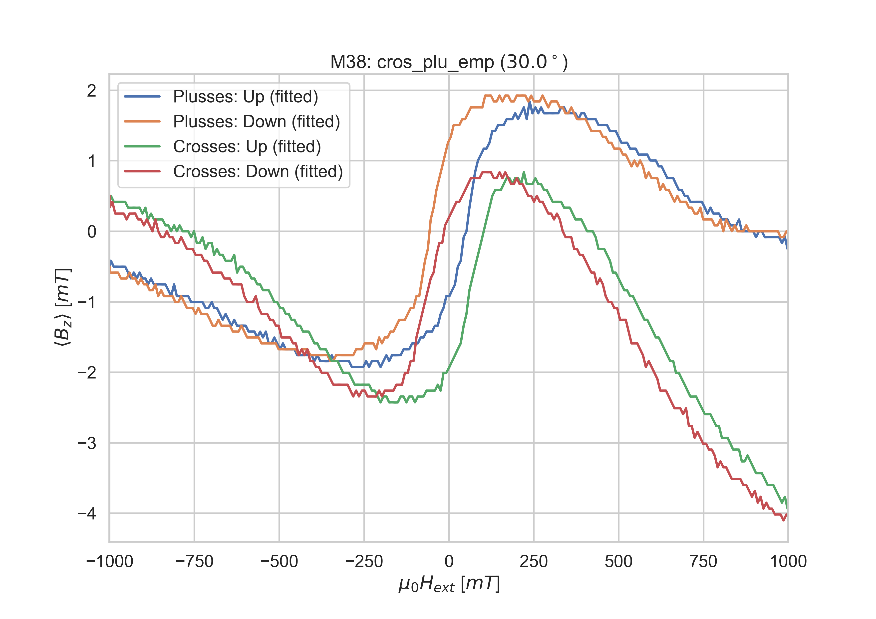 M38: cros_plu_emp (30.0°)
Plusses: Up (fitted)
Plusses: Down (fitted)
Crosses: Up (fitted)
Crosses: Down (fitted)
2
1
0
−1
−2
−3
−4
⟨B_z⟩ [mT]
−1000 −750 −500 −250 0 250 500 750 1000
μ₀H_ext [mT]